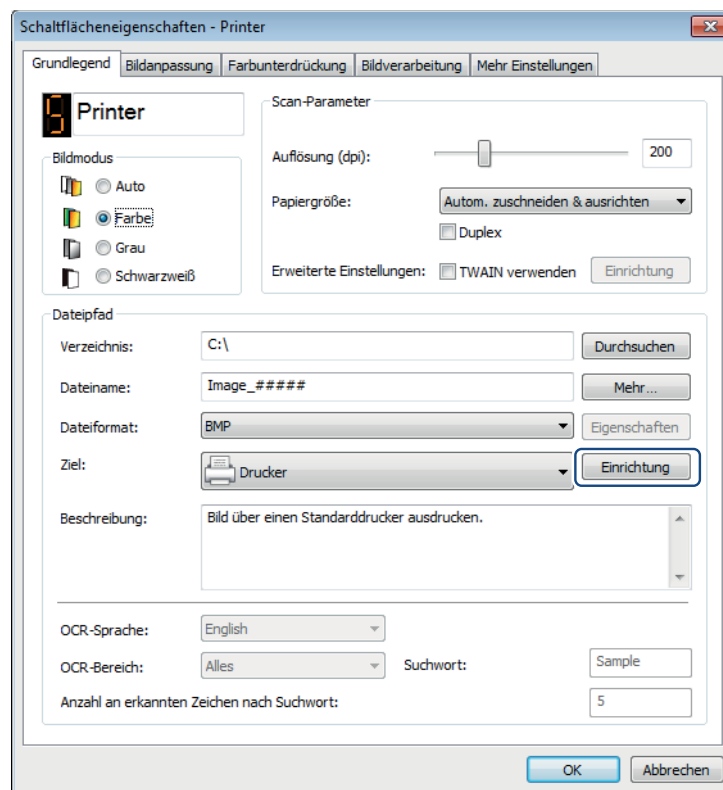 Schaltflächeneigenschaften - Printer
Grundlegend Bildanpassung Farbunterdrückung Bildverarbeitung Mehr Einstellungen
9 Printer
Bildmodus
Auto
Farbe
Grau
Schwarzweiß
Scan-Parameter
Auflösung (dpi): 200
Papiergröße: Autom. zuschneiden & ausrichten
Duplex
Erweiterte Einstellungen: TWAIN verwenden Einrichtung
Dateipfad
Verzeichnis: C:\ Durchsuchen
Dateiname: Image_##### Mehr...
Dateiformat: BMP Eigenschaften
Ziel: Drucker Einrichtung
Beschreibung: Bild über einen Standarddrucker ausdrucken.
OCR-Sprache: English
OCR-Bereich: Alles Suchwort: Sample
Anzahl an erkannten Zeichen nach Suchwort: 5
OK Abbrechen